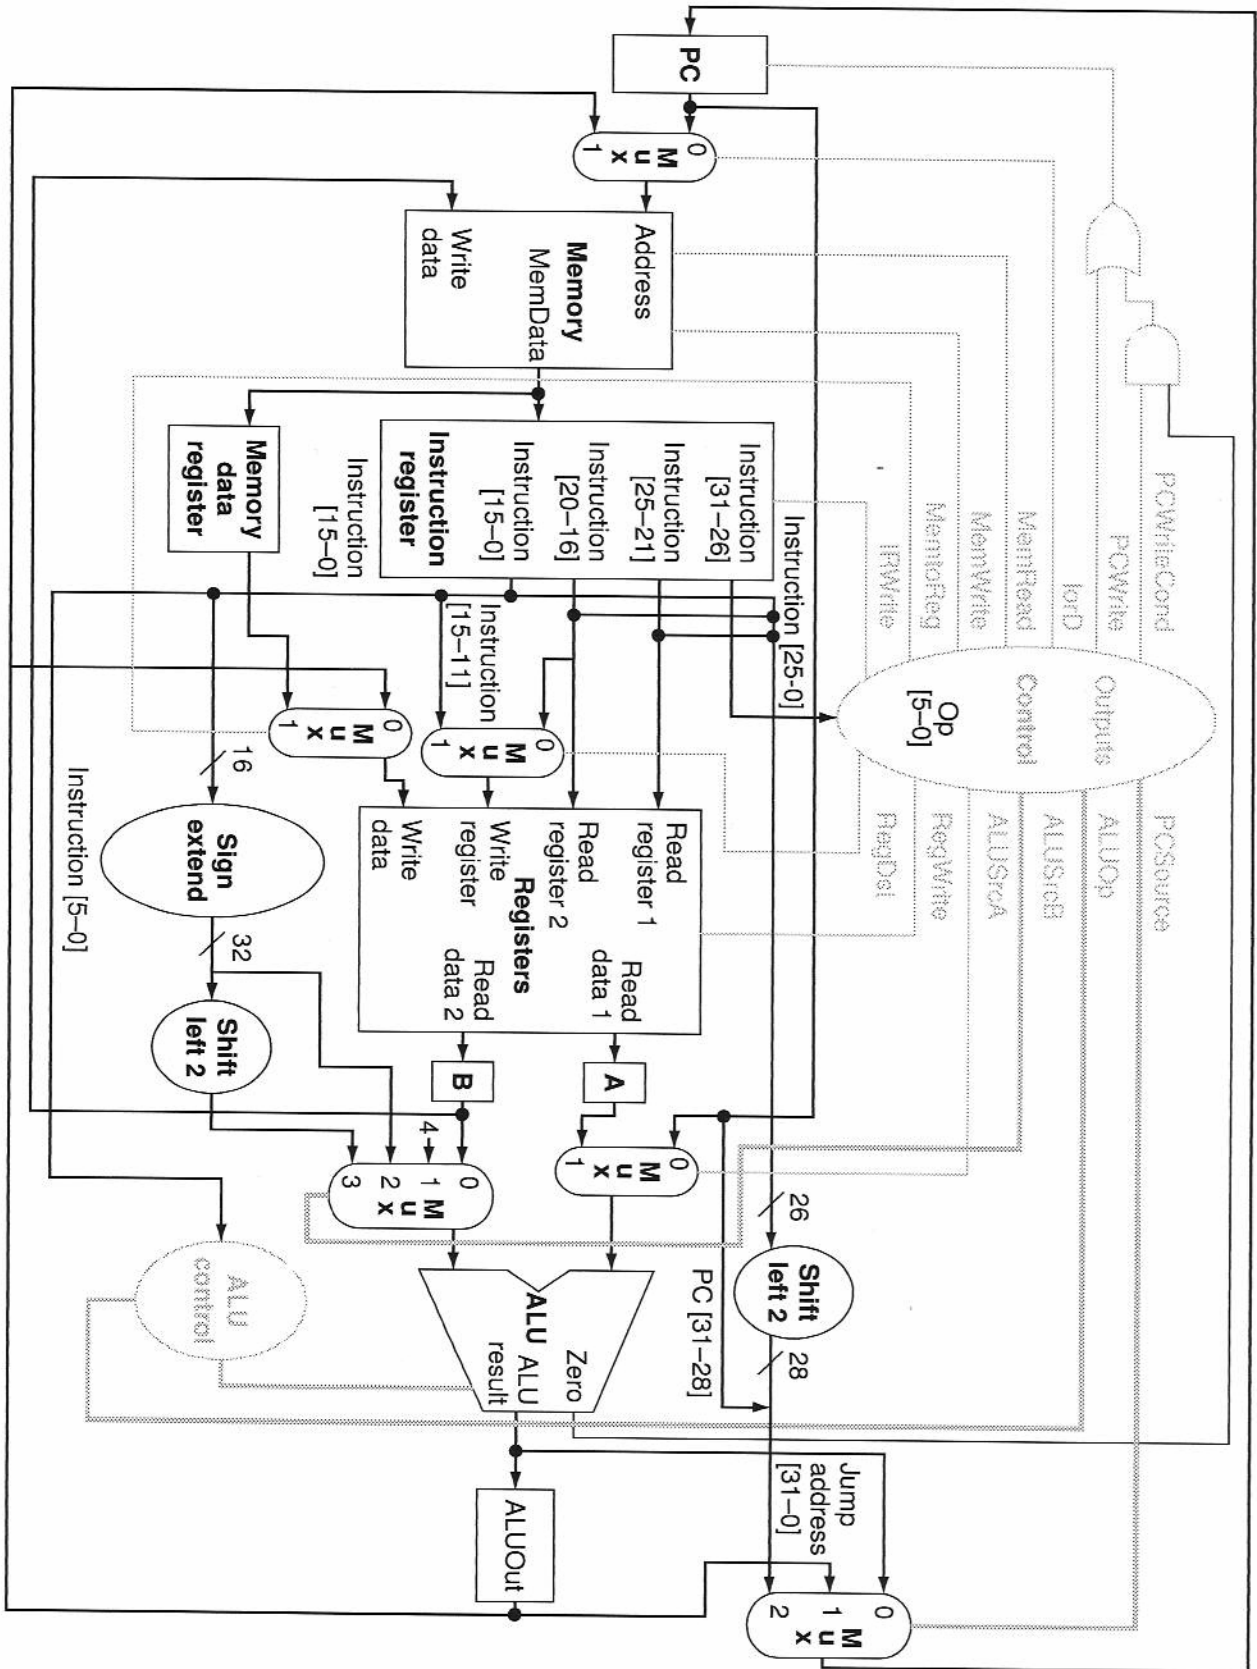 PCWriteCond
PCWrite
IorD
MemRead
MemWrite
MemtoReg
IRWrite
Outputs
Control
Op
[5–0]
PCSource
ALUOp
ALUSrcB
ALUSrcA
RegWrite
RegDst
PC
0
M
u
x
1
Address
Memory
MemData
Write
data
Instruction
[31–26]
Instruction
[25–21]
Instruction
[20–16]
Instruction
[15–0]
Instruction
register
Memory
data
register
Instruction [25-0]
Instruction
[15–0]
Instruction
[15–11]
0
M
u
x
1
0
M
u
x
1
Read
register 1
Read
register 2
Registers
Write
register
Write
data
Read
data 1
Read
data 2
16
Sign
extend
32
Shift
left 2
Instruction [5–0]
A
B
4
0
M
u
x
1
0
1
M
u
2
x
3
26
Shift
left 2
28
PC [31–28]
Zero
ALU
ALU
result
ALU
control
ALUOut
Jump
address
[31–0]
0
M
1
u
x
2